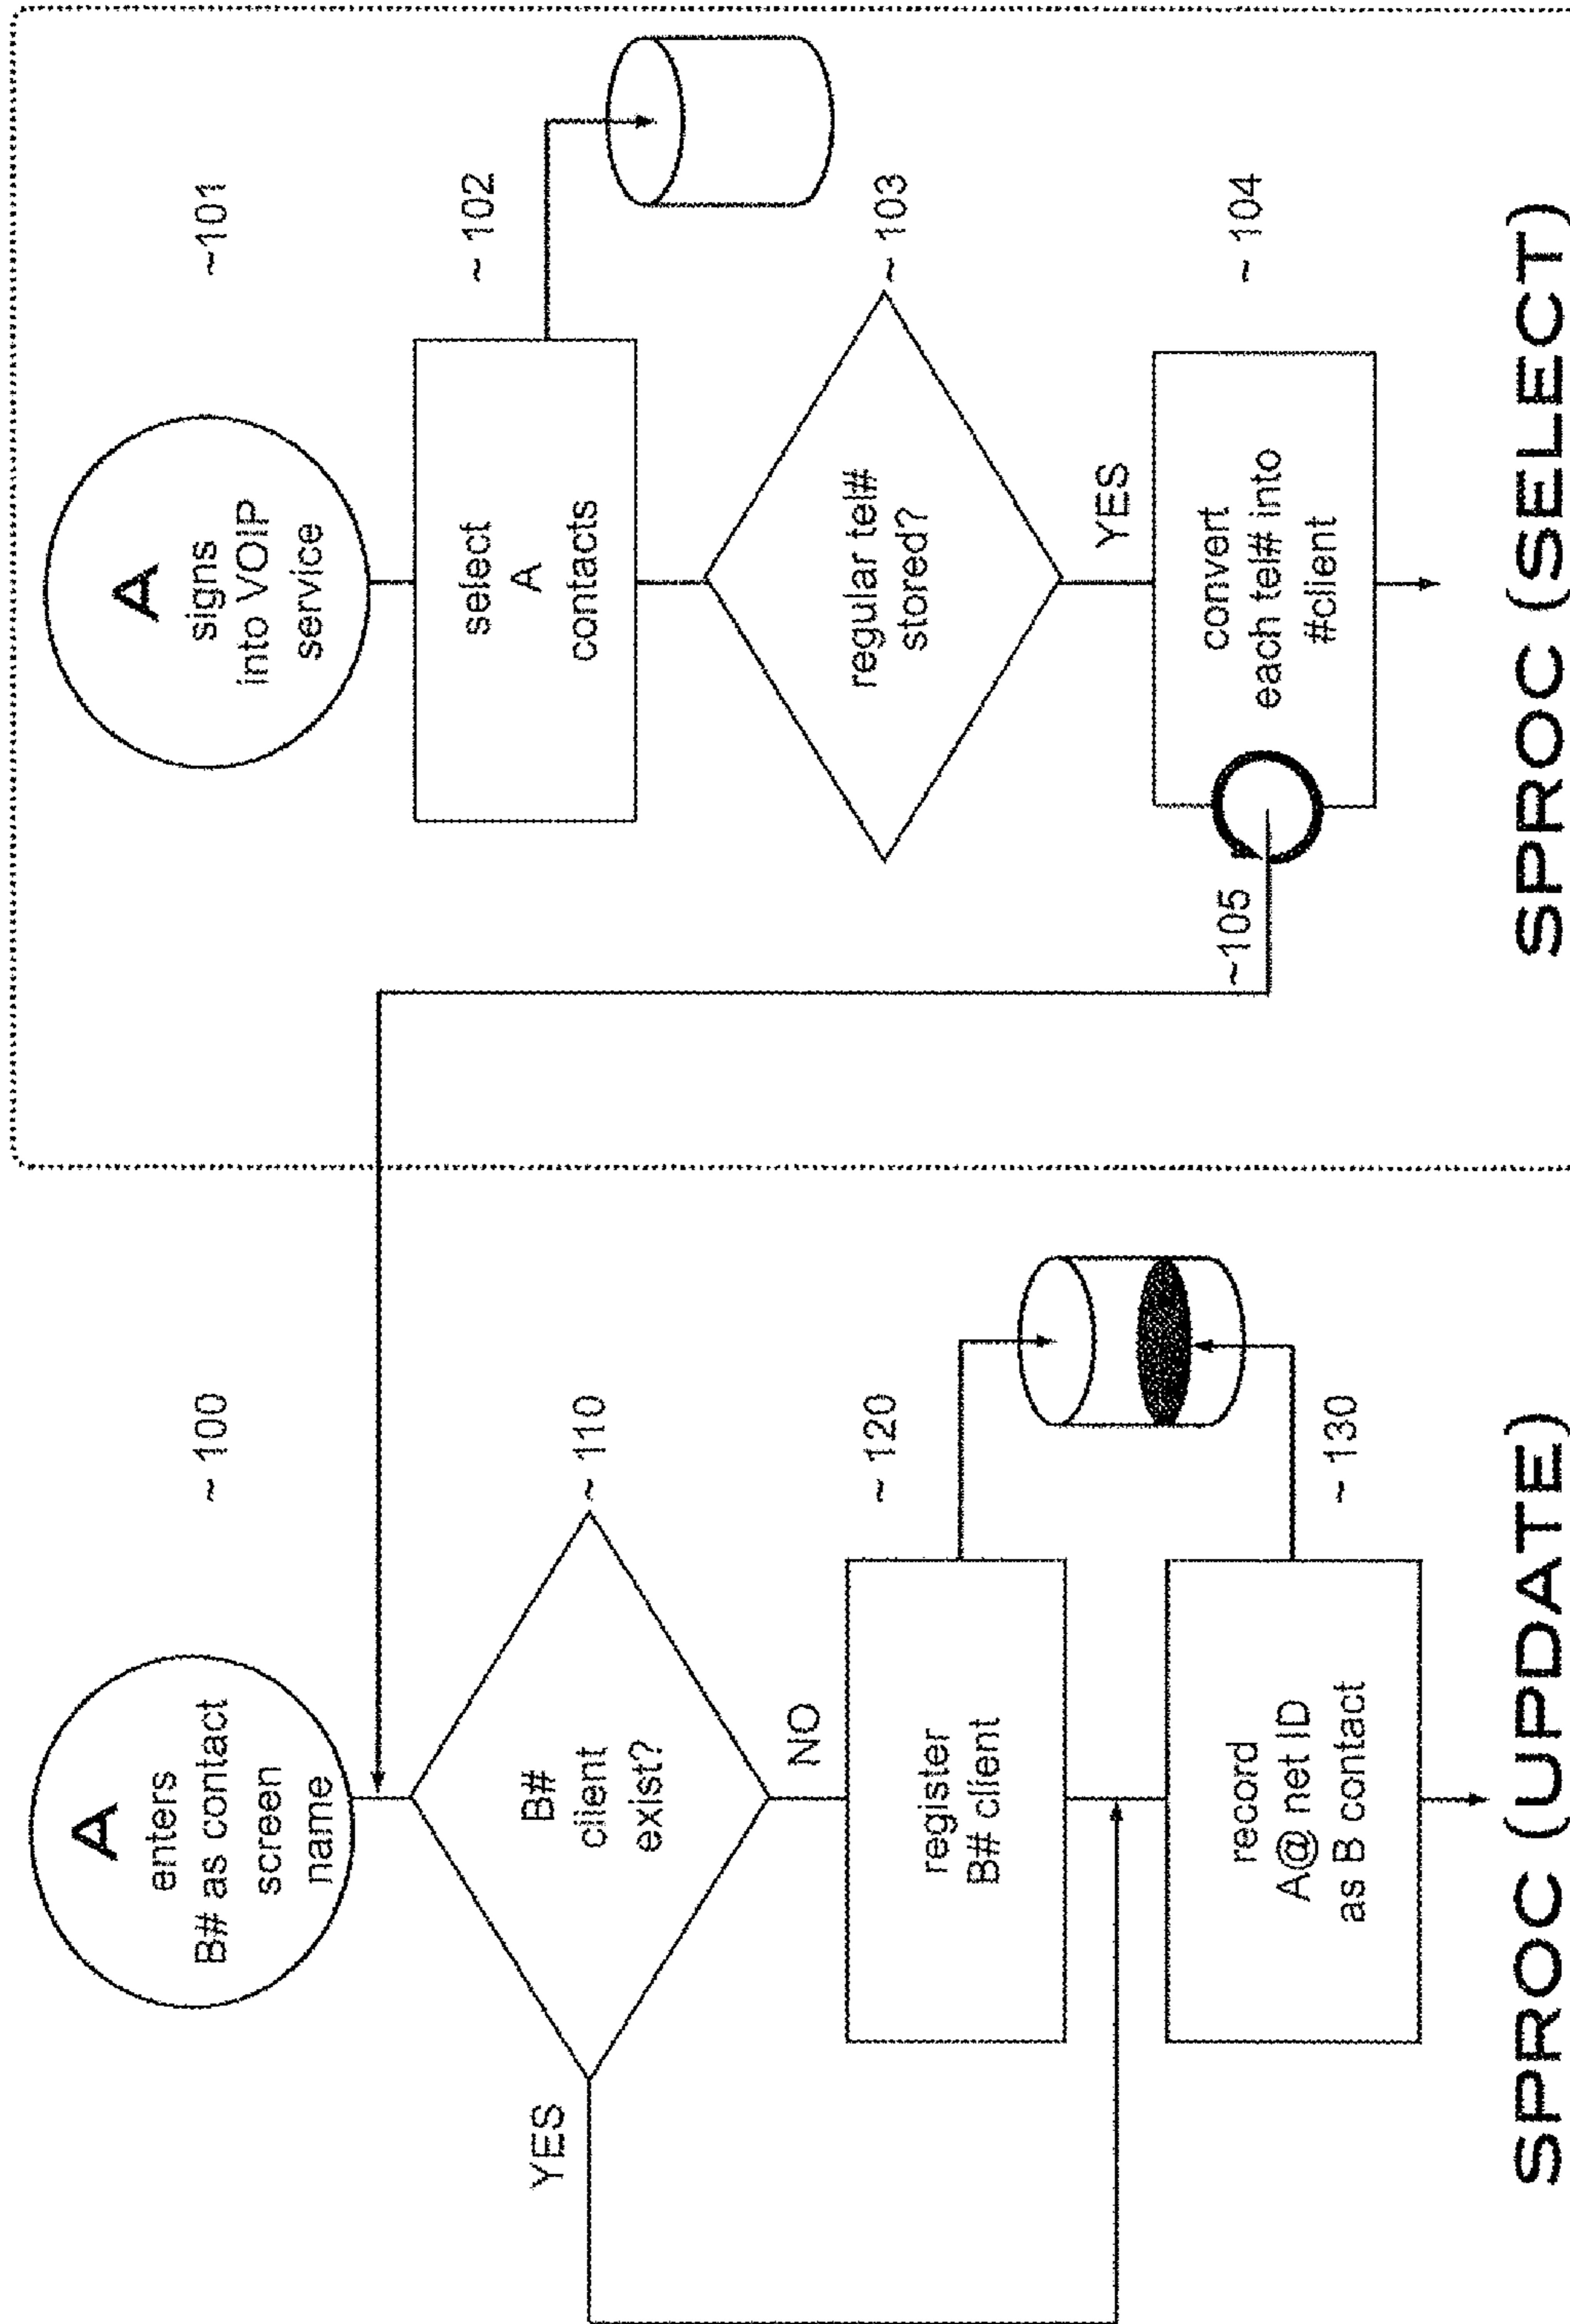 A
enters
B# as contact
screen
name
~ 100
B#
client
exist?
~ 110
YES
NO
register
B# client
~ 120
record
A@ net ID
as B contact
~ 130
SPROC (UPDATE)
A
signs
into VOIP
service
~101
select
A
contacts
~ 102
regular tel#
stored?
~ 103
YES
convert
each tel# into
#client
~ 104
~105
SPROC (SELECT)